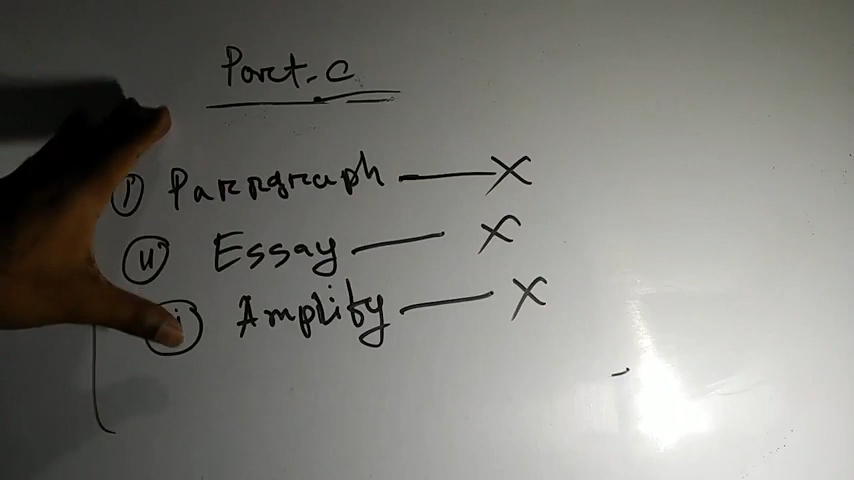 Part-C
(i) Paragraph — X
(ii) Essay — X
Amplify — X